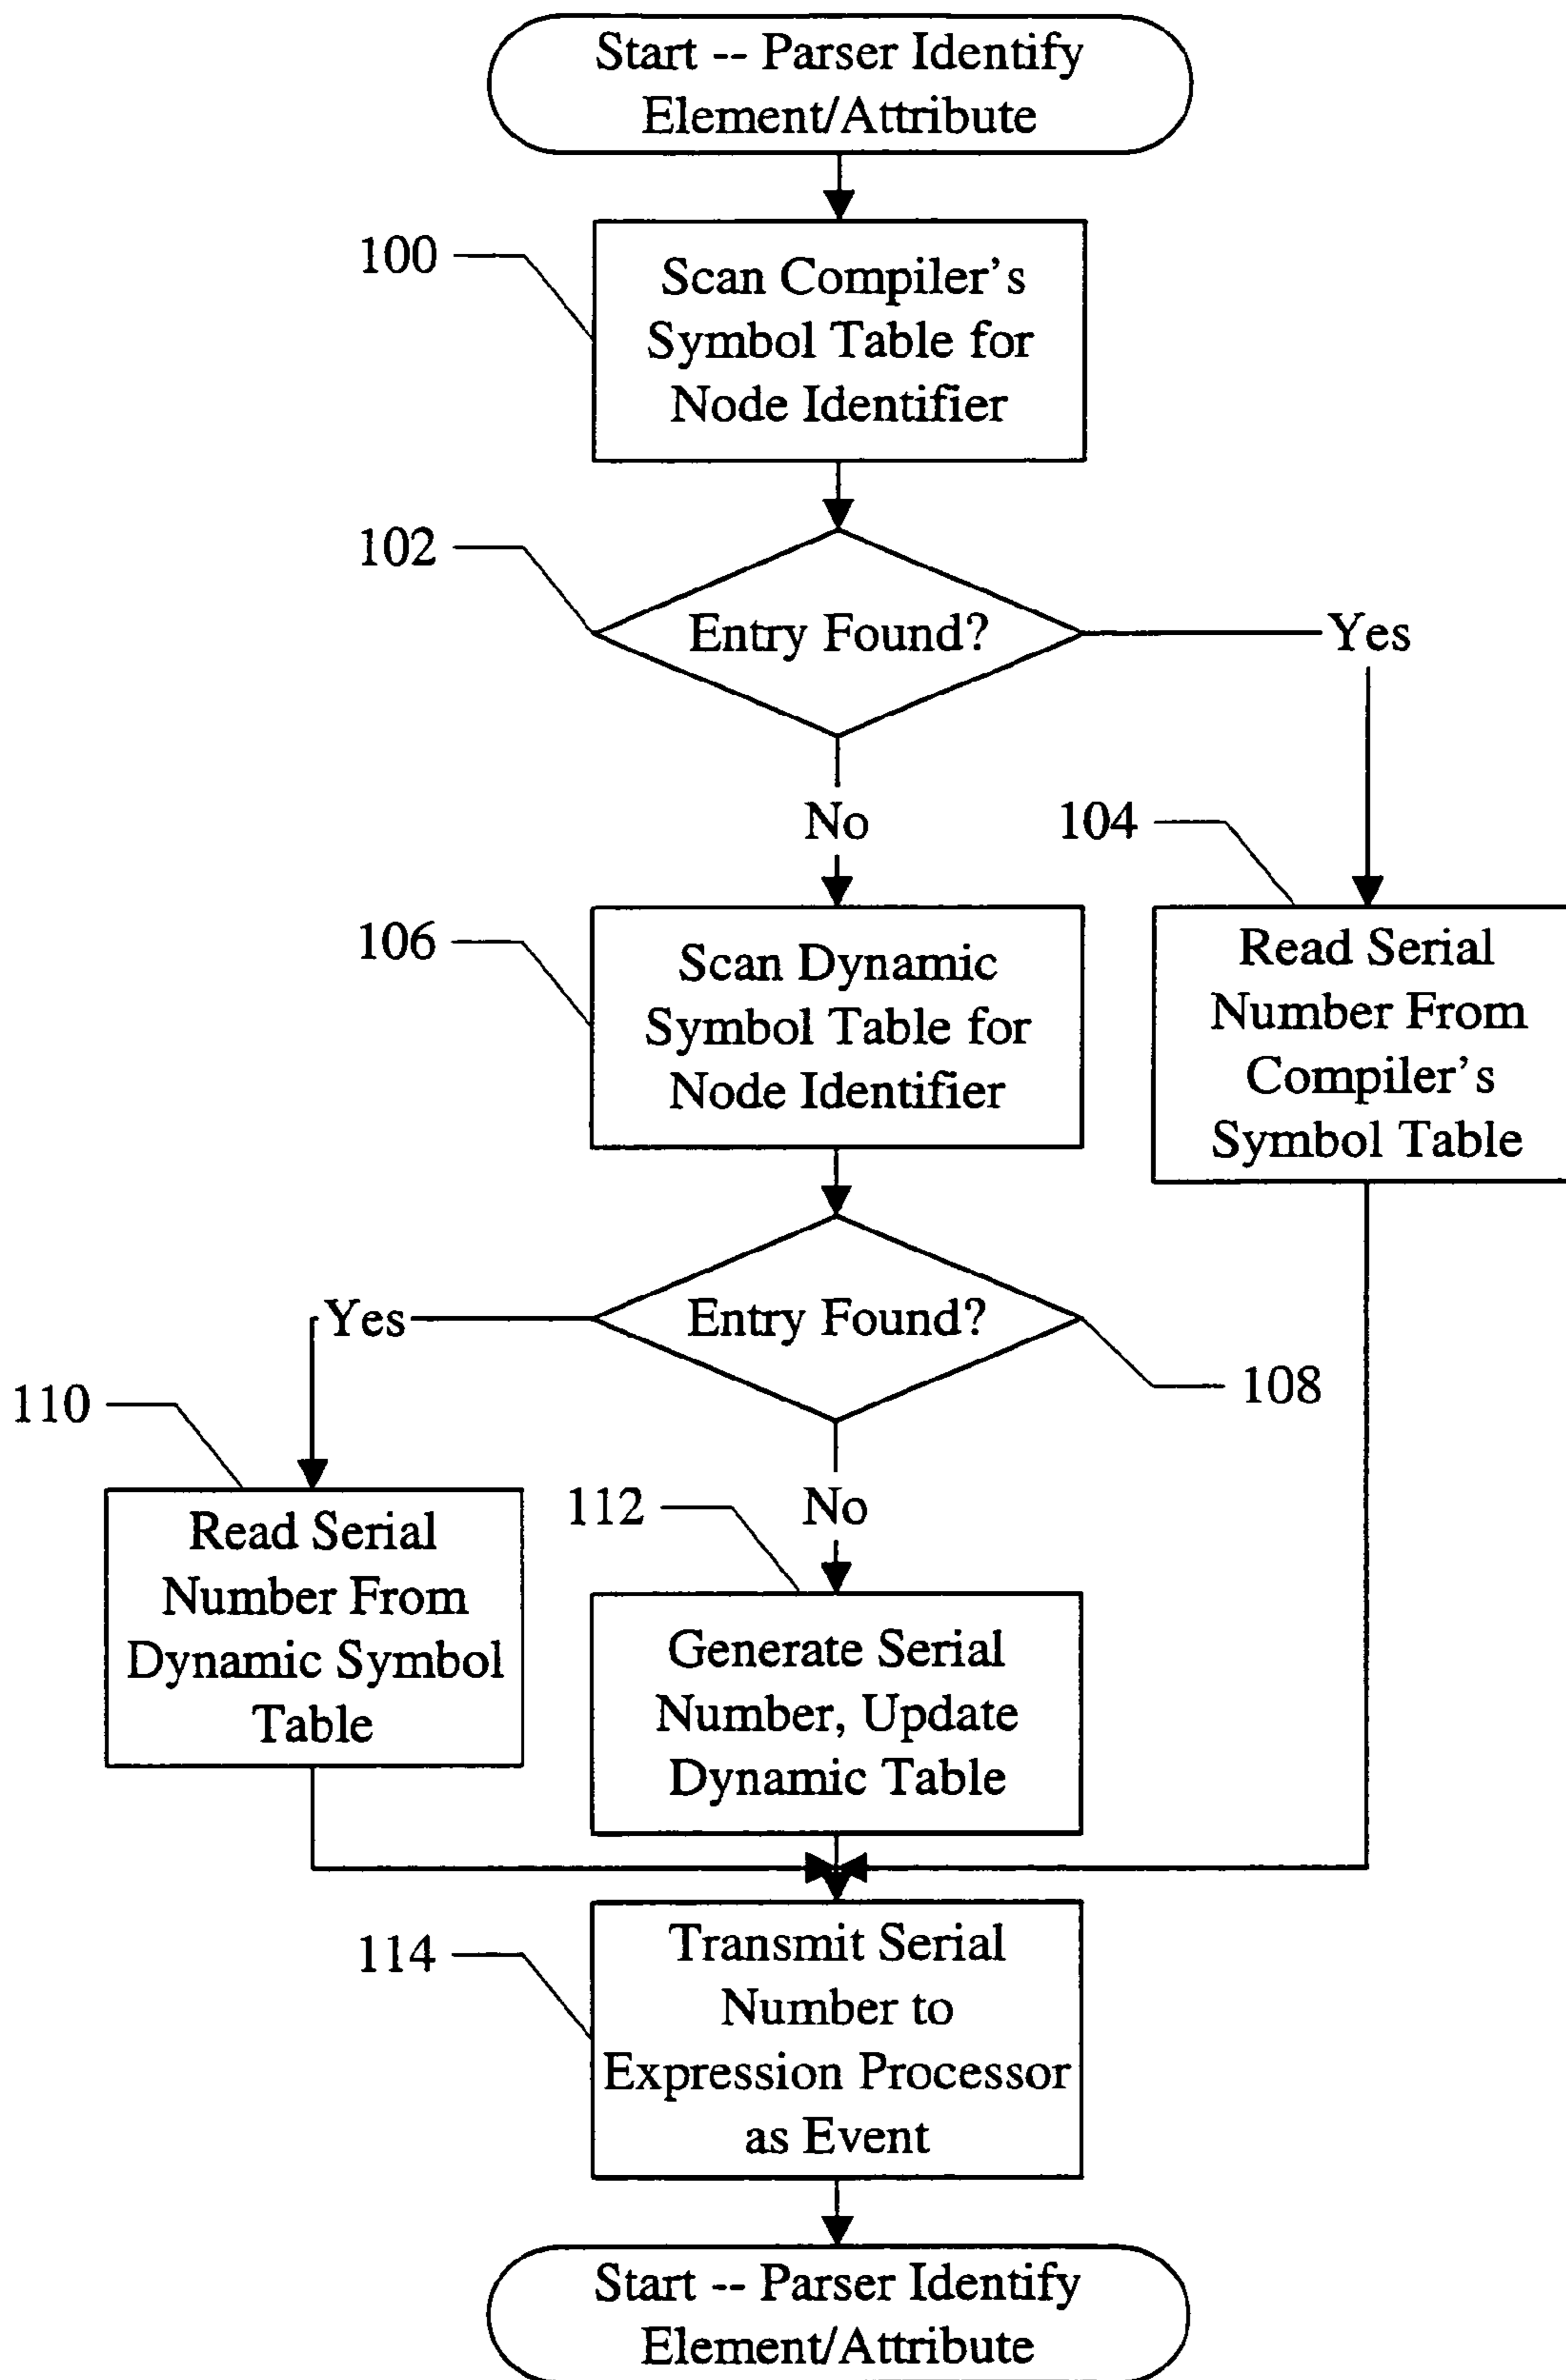 Start -- Parser Identify
Element/Attribute
100
Scan Compiler's
Symbol Table for
Node Identifier
102
Entry Found?
Yes
No
104
106
Scan Dynamic
Symbol Table for
Node Identifier
Read Serial
Number From
Compiler's
Symbol Table
Yes
Entry Found?
108
110
112
No
Read Serial
Number From
Dynamic Symbol
Table
Generate Serial
Number, Update
Dynamic Table
114
Transmit Serial
Number to
Expression Processor
as Event
Start -- Parser Identify
Element/Attribute